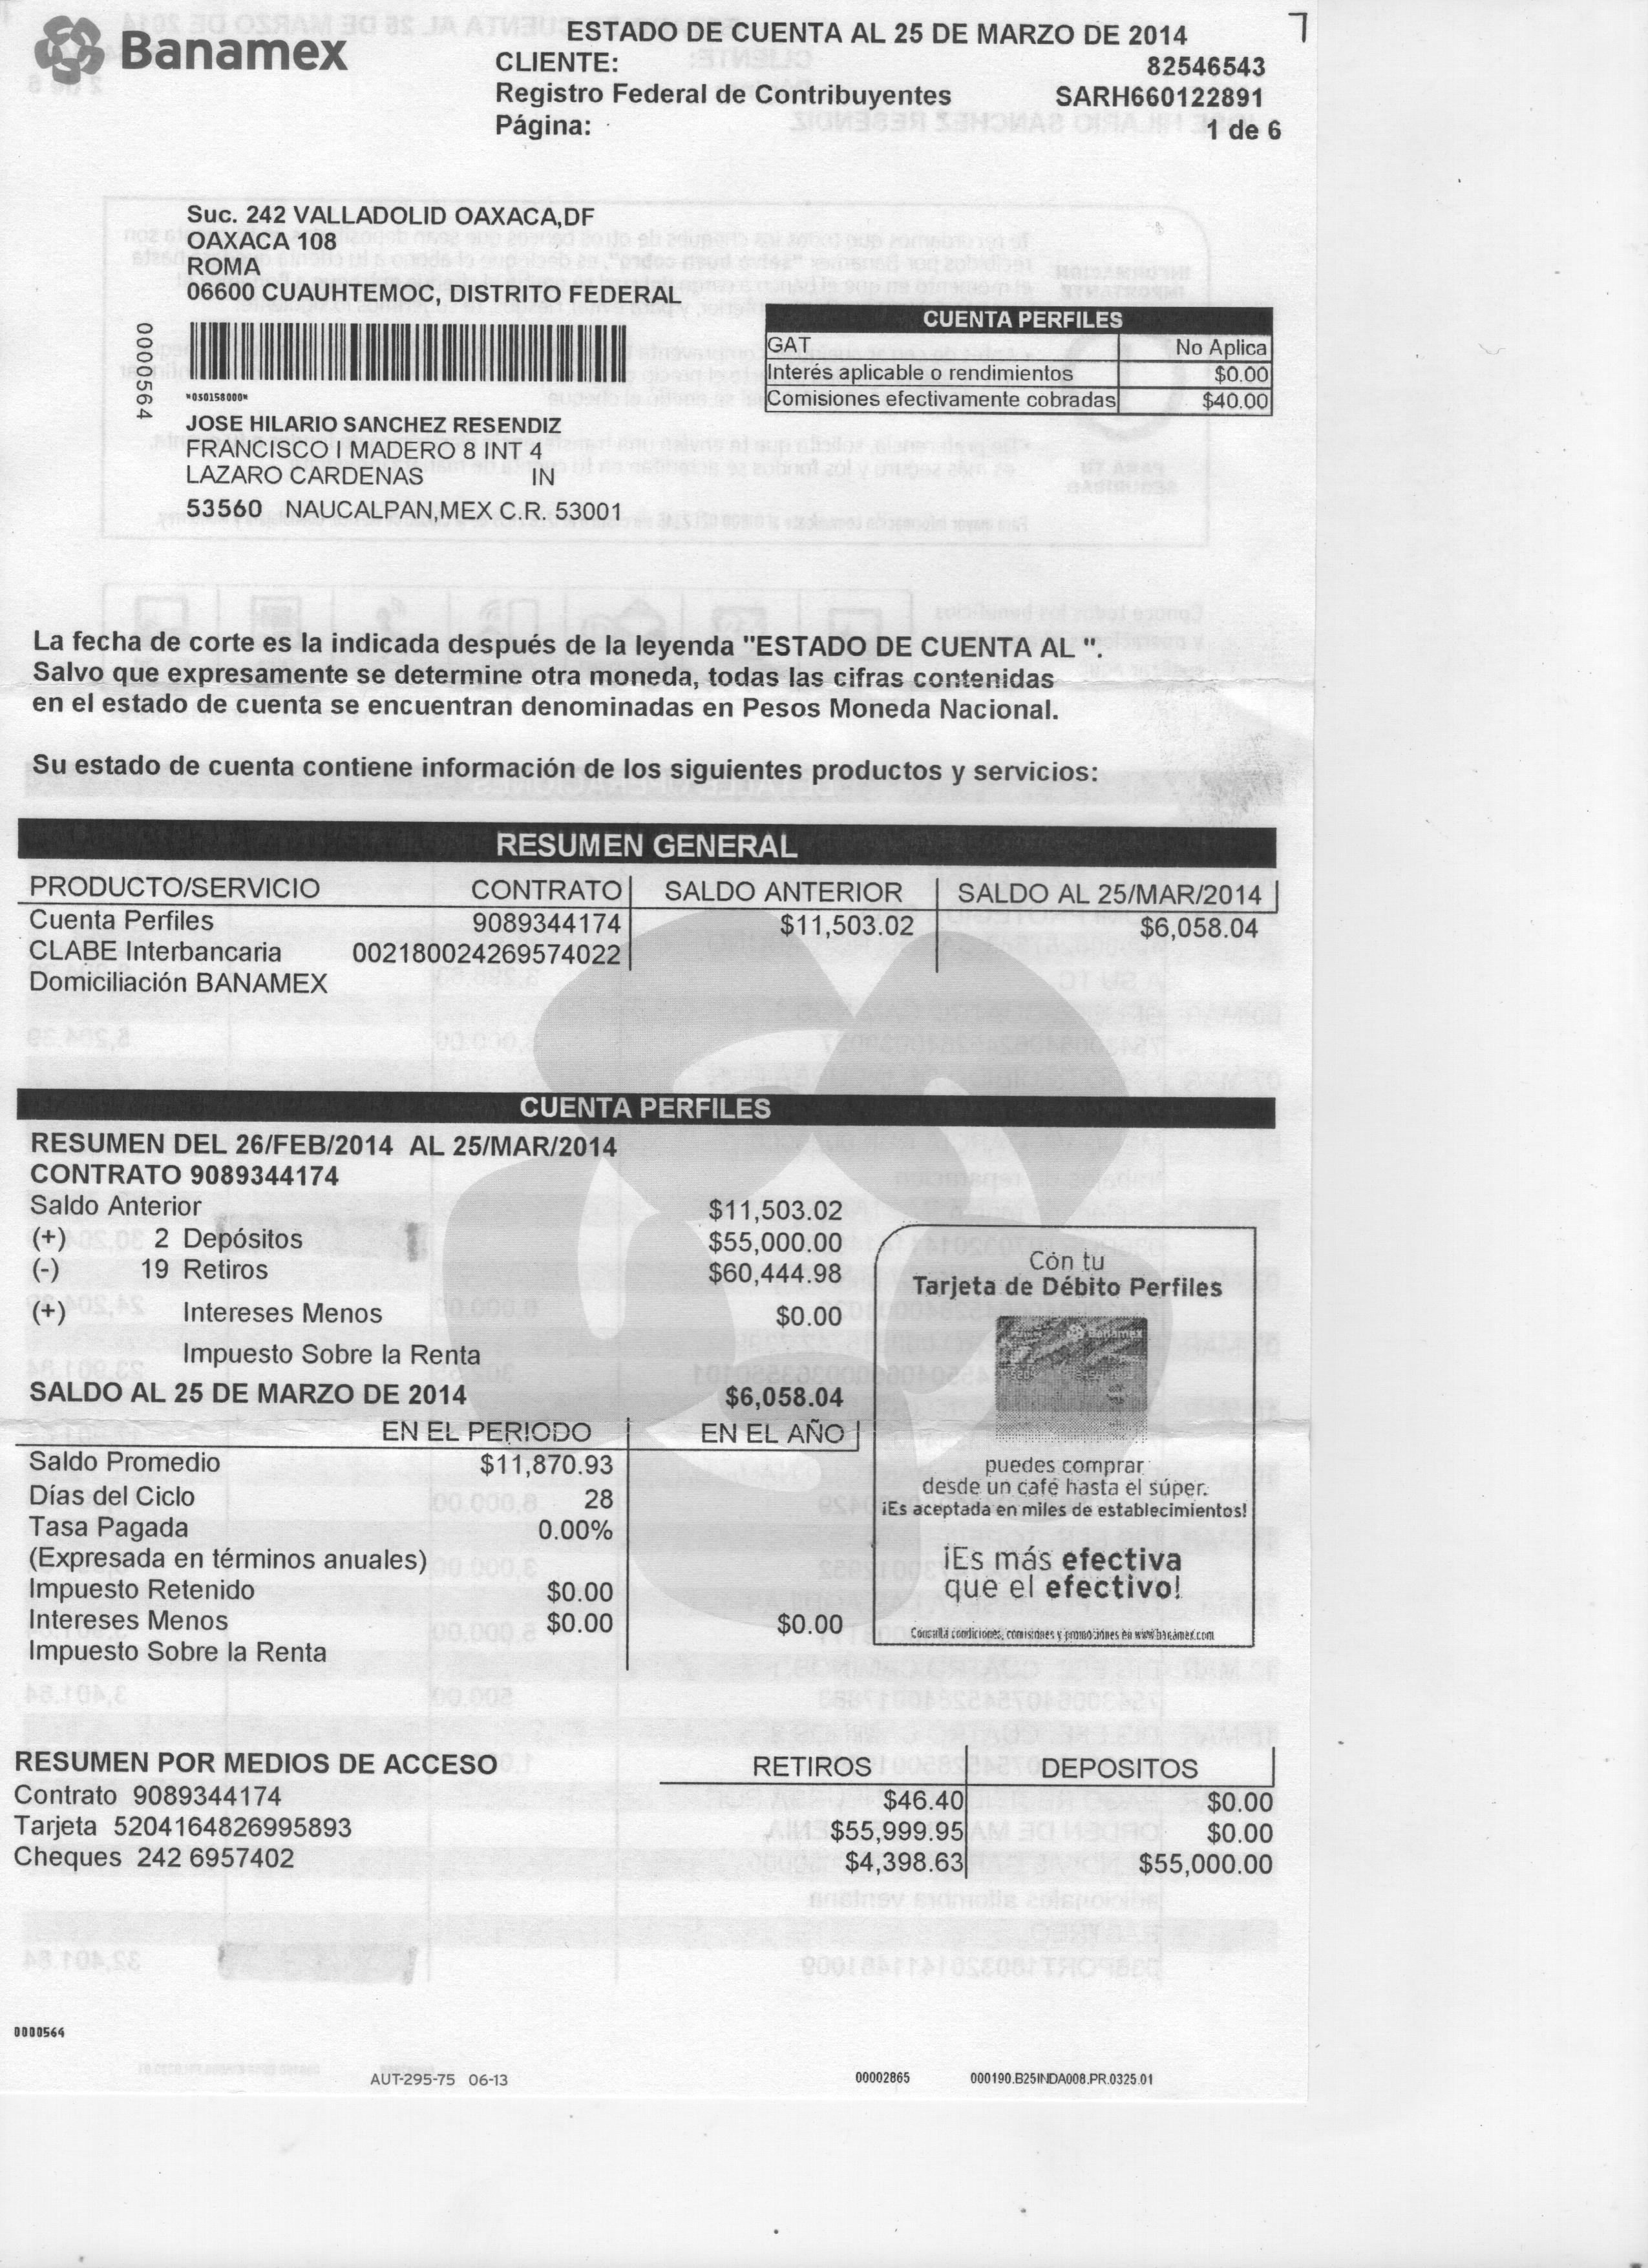 Banamex
ESTADO DE CUENTA AL 25 DE MARZO DE 2014
CLIENTE: 82546543
Registro Federal de Contribuyentes SARH660122891
Página: 1 de 6
Suc. 242 VALLADOLID OAXACA,DF
OAXACA 108
ROMA
06600 CUAUHTEMOC, DISTRITO FEDERAL
0000564
*030158000*
JOSE HILARIO SANCHEZ RESENDIZ
FRANCISCO I MADERO 8 INT 4
LAZARO CARDENAS IN
53560 NAUCALPAN,MEX C.R. 53001
CUENTA PERFILES
GAT No Aplica
Interés aplicable o rendimientos $0.00
Comisiones efectivamente cobradas $40.00
La fecha de corte es la indicada después de la leyenda "ESTADO DE CUENTA AL ".
Salvo que expresamente se determine otra moneda, todas las cifras contenidas
en el estado de cuenta se encuentran denominadas en Pesos Moneda Nacional.
Su estado de cuenta contiene información de los siguientes productos y servicios:
RESUMEN GENERAL
PRODUCTO/SERVICIO CONTRATO SALDO ANTERIOR SALDO AL 25/MAR/2014
Cuenta Perfiles 9089344174 $11,503.02 $6,058.04
CLABE Interbancaria 002180024269574022
Domiciliación BANAMEX
CUENTA PERFILES
RESUMEN DEL 26/FEB/2014 AL 25/MAR/2014
CONTRATO 9089344174
Saldo Anterior $11,503.02
(+) 2 Depósitos $55,000.00
(-) 19 Retiros $60,444.98
(+) Intereses Menos $0.00
Impuesto Sobre la Renta
SALDO AL 25 DE MARZO DE 2014 $6,058.04
EN EL PERIODO EN EL AÑO
Saldo Promedio $11,870.93
Días del Ciclo 28
Tasa Pagada 0.00%
(Expresada en términos anuales)
Impuesto Retenido $0.00
Intereses Menos $0.00 $0.00
Impuesto Sobre la Renta
Con tu
Tarjeta de Débito Perfiles
Banamex
puedes comprar
desde un café hasta el súper.
¡Es aceptada en miles de establecimientos!
¡Es más efectiva
que el efectivo!
Consulta condiciones, comisiones y promociones en www.banamex.com
RESUMEN POR MEDIOS DE ACCESO RETIROS DEPOSITOS
Contrato 9089344174 $46.40 $0.00
Tarjeta 5204164826995893 $55,999.95 $0.00
Cheques 242 6957402 $4,398.63 $55,000.00
0000564
AUT-295-75 06-13 00002865 000190.B25INDA008.PR.0325.01